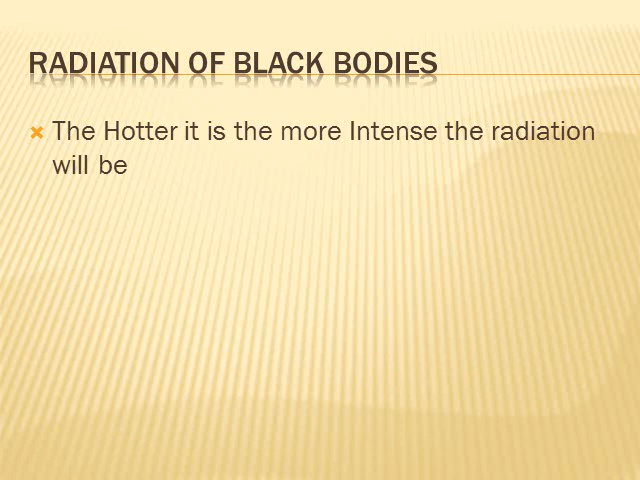 RADIATION OF BLACK BODIES
The Hotter it is the more Intense the radiation
will be